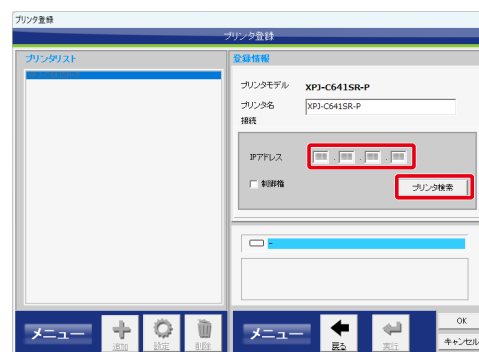 プリンタ登録
プリンタ登録
プリンタリスト
登録情報
プリンタモデル XPJ-C641SR-P
プリンタ名 XPJ-C641SR-P
接続
IPアドレス
制御権
プリンタ検索
-
メニュー 追加 設定 削除
メニュー 戻る 実行
OK
キャンセル